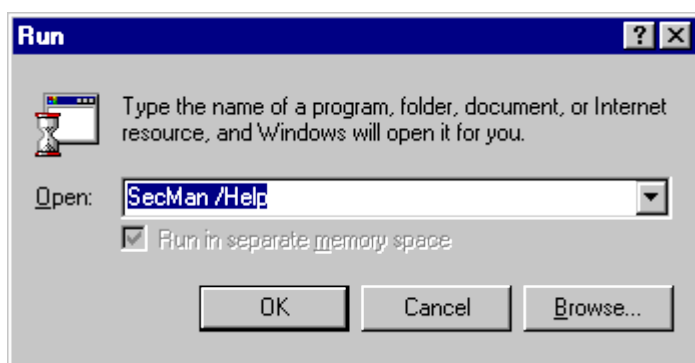 Run
Type the name of a program, folder, document, or Internet
resource, and Windows will open it for you.
Open: SecMan /Help
Run in separate memory space
OK Cancel Browse...